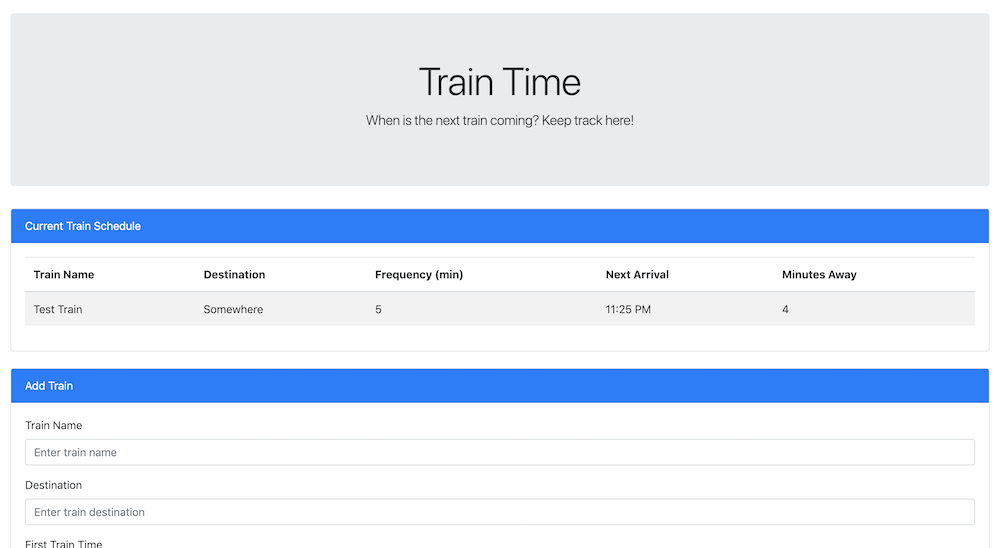 Train Time
When is the next train coming? Keep track here!
Current Train Schedule
Train Name Destination Frequency (min) Next Arrival Minutes Away
Test Train Somewhere 5 11:25 PM 4
Add Train
Train Name
Enter train name
Destination
Enter train destination
First Train Time